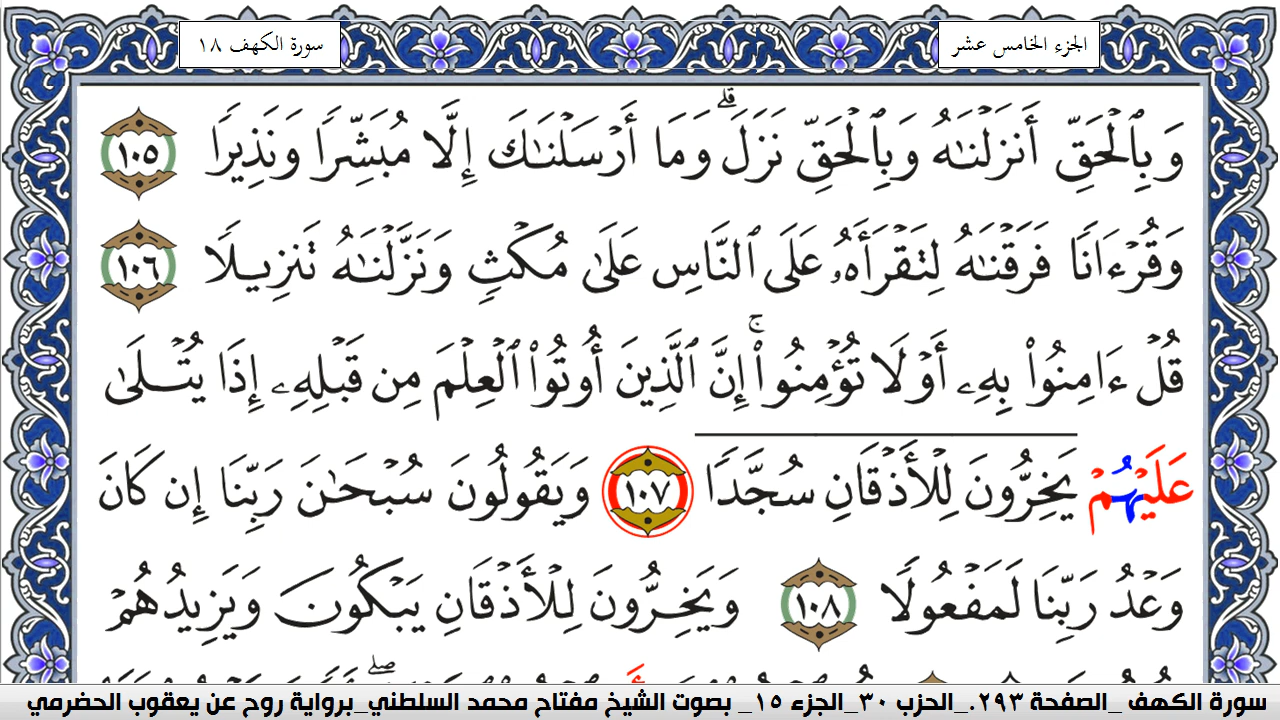 الجزء الخامس عشر
سورة الكهف ١٨
وَبِٱلْحَقِّ أَنزَلْنَٰهُ وَبِٱلْحَقِّ نَزَلَ ۗ وَمَا أَرْسَلْنَٰكَ إِلَّا مُبَشِّرًا وَنَذِيرًا ١٠٥
وَقُرْءَانًا فَرَقْنَٰهُ لِتَقْرَأَهُۥ عَلَى ٱلنَّاسِ عَلَىٰ مُكْثٍ وَنَزَّلْنَٰهُ تَنزِيلًا ١٠٦
قُلْ ءَامِنُوا۟ بِهِۦ أَوْ لَا تُؤْمِنُوٓا۟ ۚ إِنَّ ٱلَّذِينَ أُوتُوا۟ ٱلْعِلْمَ مِن قَبْلِهِۦ إِذَا يُتْلَىٰ
عَلَيْهُمْ يَخِرُّونَ لِلْأَذْقَانِ سُجَّدًا ١٠٧ وَيَقُولُونَ سُبْحَٰنَ رَبِّنَا إِن كَانَ
وَعْدُ رَبِّنَا لَمَفْعُولًا ١٠٨ وَيَخِرُّونَ لِلْأَذْقَانِ يَبْكُونَ وَيَزِيدُهُمْ
سورة الكهف _الصفحة ٢٩٣._الحزب ٣٠_الجزء ١٥_ بصوت الشيخ مفتاح محمد السلطني_برواية روح عن يعقوب الحضرمي